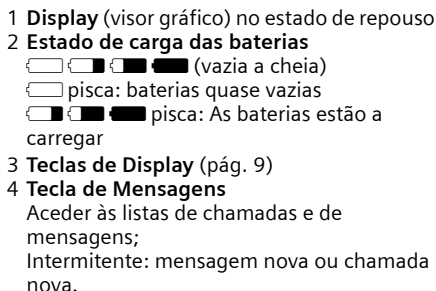 1 Display (visor gráfico) no estado de repouso
2 Estado de carga das baterias
(vazia a cheia)
pisca: baterias quase vazias
pisca: As baterias estão a
carregar
3 Teclas de Display (pág. 9)
4 Tecla de Mensagens
Aceder às listas de chamadas e de
mensagens;
Intermitente: mensagem nova ou chamada
nova.